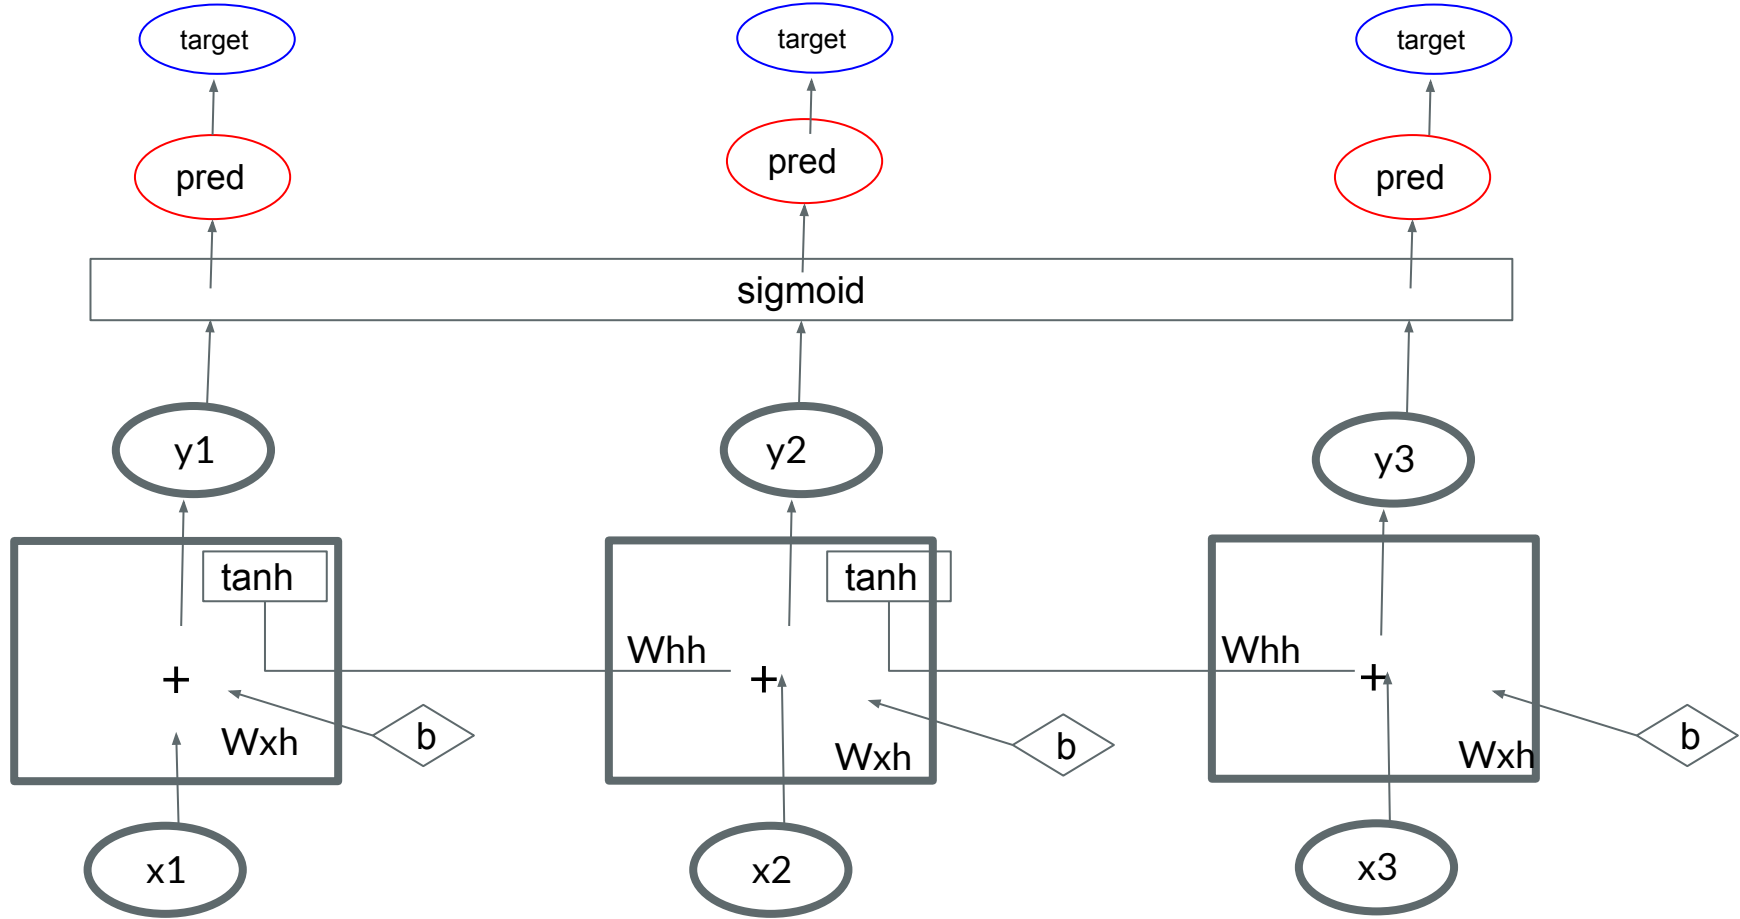 target
target
target
pred
pred
pred
sigmoid
y1
y2
y3
tanh
tanh
Whh
Whh
+
+
+
Wxh
b
Wxh
b
Wxh
b
x1
x2
x3